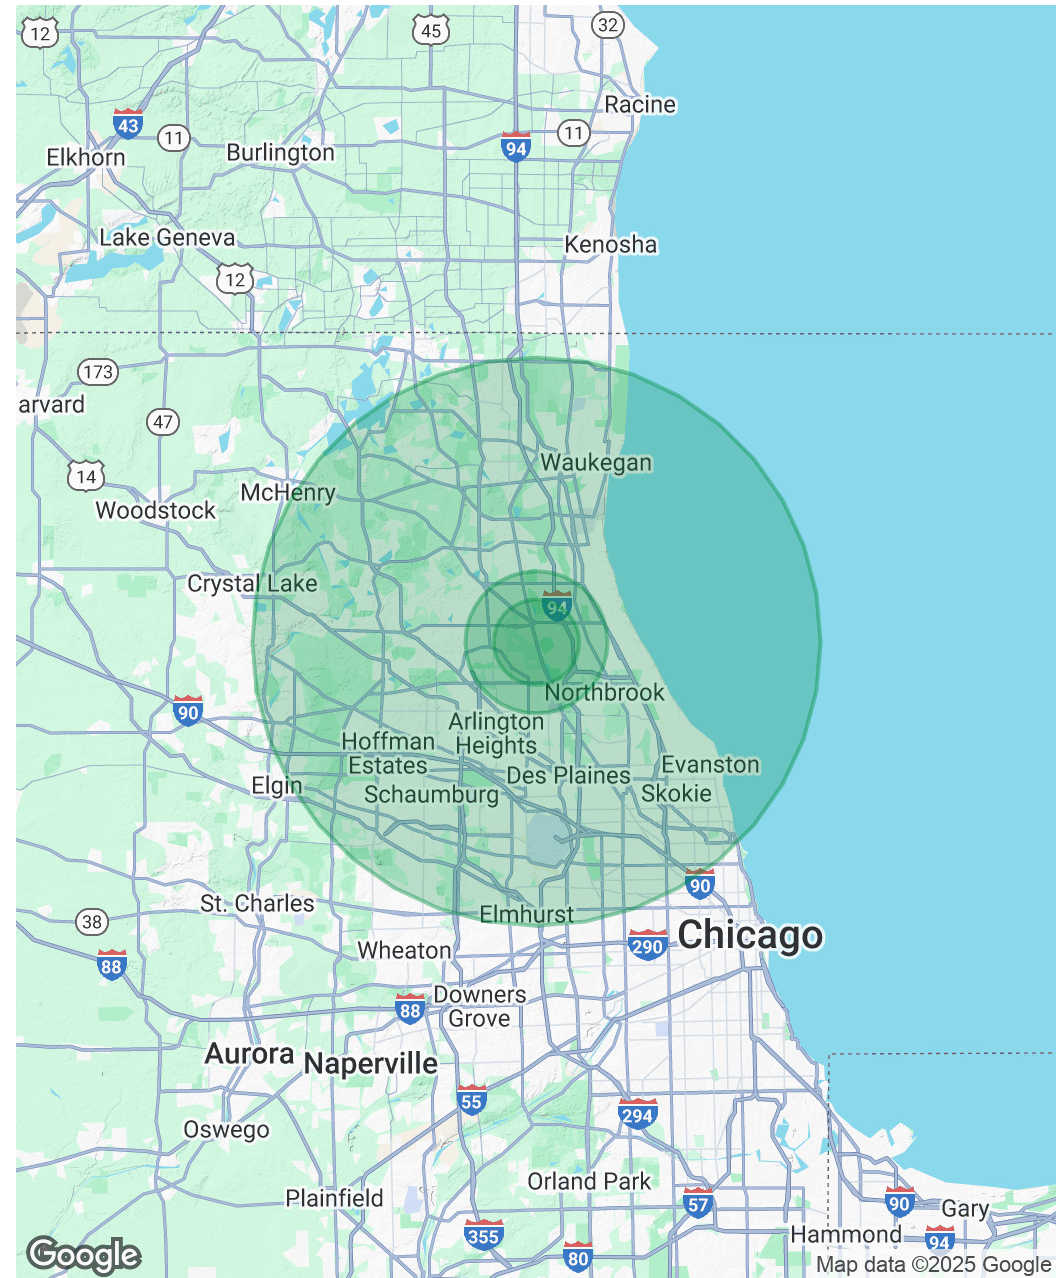 12
45
32
Racine
43
11
11
94
Elkhorn
Burlington
Lake Geneva
Kenosha
12
173
arvard
47
Waukegan
14
McHenry
Woodstock
Crystal Lake
94
Northbrook
90
Arlington
Heights
Hoffman
Estates
Evanston
Des Plaines
Elgin
Schaumburg
Skokie
90
St. Charles
Elmhurst
38
Chicago
290
Wheaton
88
Downers
Grove
88
Aurora
Naperville
55
294
Oswego
Orland Park
Plainfield
57
90
Gary
355
Hammond
94
80
Google
Map data ©2025 Google